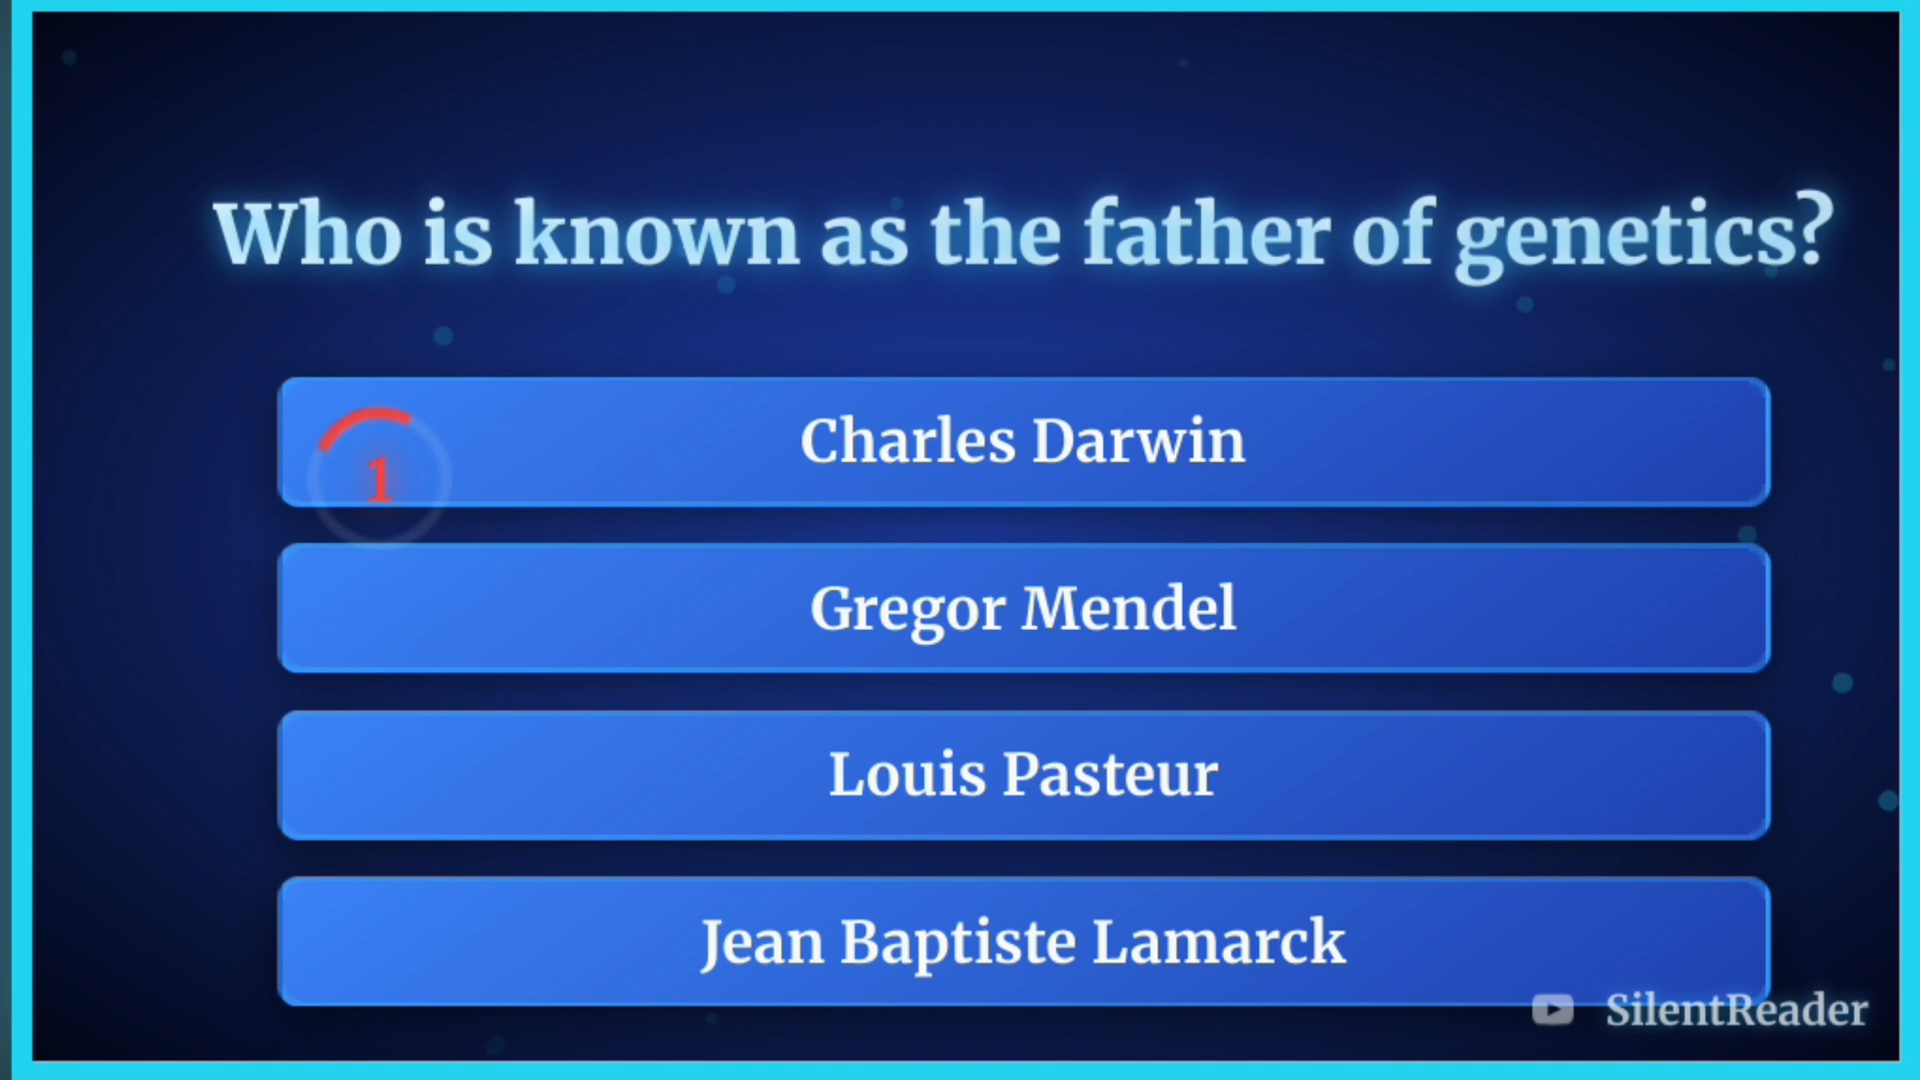 Who is known as the father of genetics?
1
Charles Darwin
Gregor Mendel
Louis Pasteur
Jean Baptiste Lamarck
SilentReader